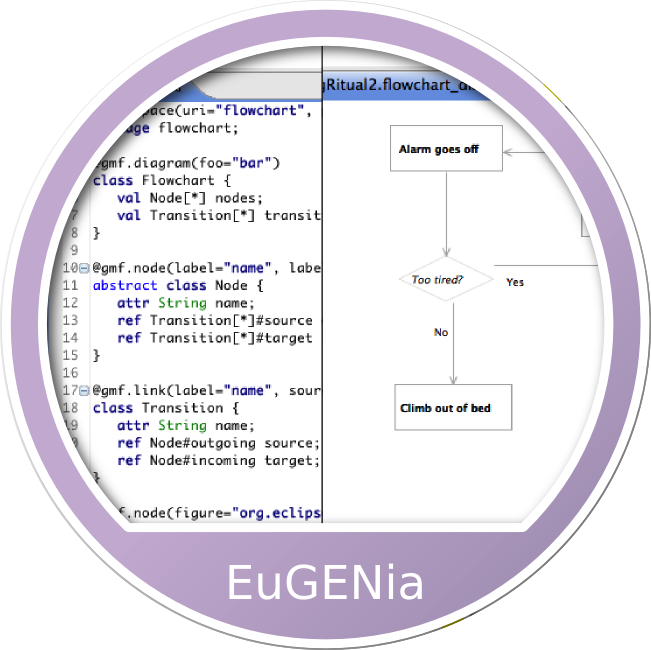 pace(uri="flowchart",
age flowchart;
gmf.diagram(foo="bar")
class Flowchart {
val Node[*] nodes;
7 val Transition[*] transit
8 }
9
10 @gmf.node(label="name", labe
11 abstract class Node {
12 attr String name;
13 ref Transition[*]#source
14 ref Transition[*]#target
15 }
16
17 @gmf.link(label="name", sour
18 class Transition {
19 attr String name;
ref Node#outgoing source;
ref Node#incoming target;
}
f.node(figure="org.eclips
gRitual2.flowchart_di
Alarm goes off
Too tired?
Yes
No
Climb out of bed
EuGENia